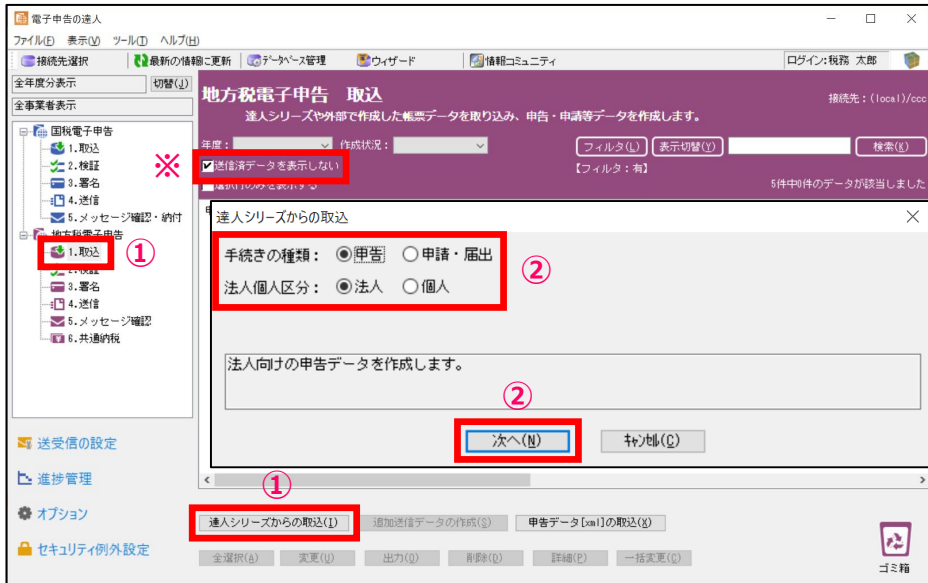 電子申告の達人
ファイル(F) 表示(V) ツール(T) ヘルプ(H)
接続先選択 最新の情報に更新 データベース管理 ウィザード 情報コミュニティ ログイン:税務 太郎
全年度分表示 切替(J)
全事業者表示
国税電子申告
1.取込
2.検証
3.署名
4.送信
5.メッセージ確認・納付
地方税電子申告
1.取込
2.検証
3.署名
4.送信
5.メッセージ確認
6.共通納税
送受信の設定
進捗管理
オプション
セキュリティ例外設定
地方税電子申告 取込
接続先:(local)/ccc
達人シリーズや外部で作成した帳票データを取り込み、申告・申請等データを作成します。
年度: 作成状況: フィルタ(L) 表示切替(Y) 検索(K)
※ 送信済データを表示しない 【フィルタ:有】
選択行のみを表示する 5件中0件のデータが該当しました
①
達人シリーズからの取込
手続きの種類: 申告 申請・届出
②
法人個人区分: 法人 個人
法人向けの申告データを作成します。
②
次へ(N) キャンセル(C)
①
達人シリーズからの取込(I) 追加送信データの作成(S) 申告データ[xml]の取込(X)
全選択(A) 変更(U) 出力(O) 削除(D) 詳細(P) 一括変更(C)
ゴミ箱